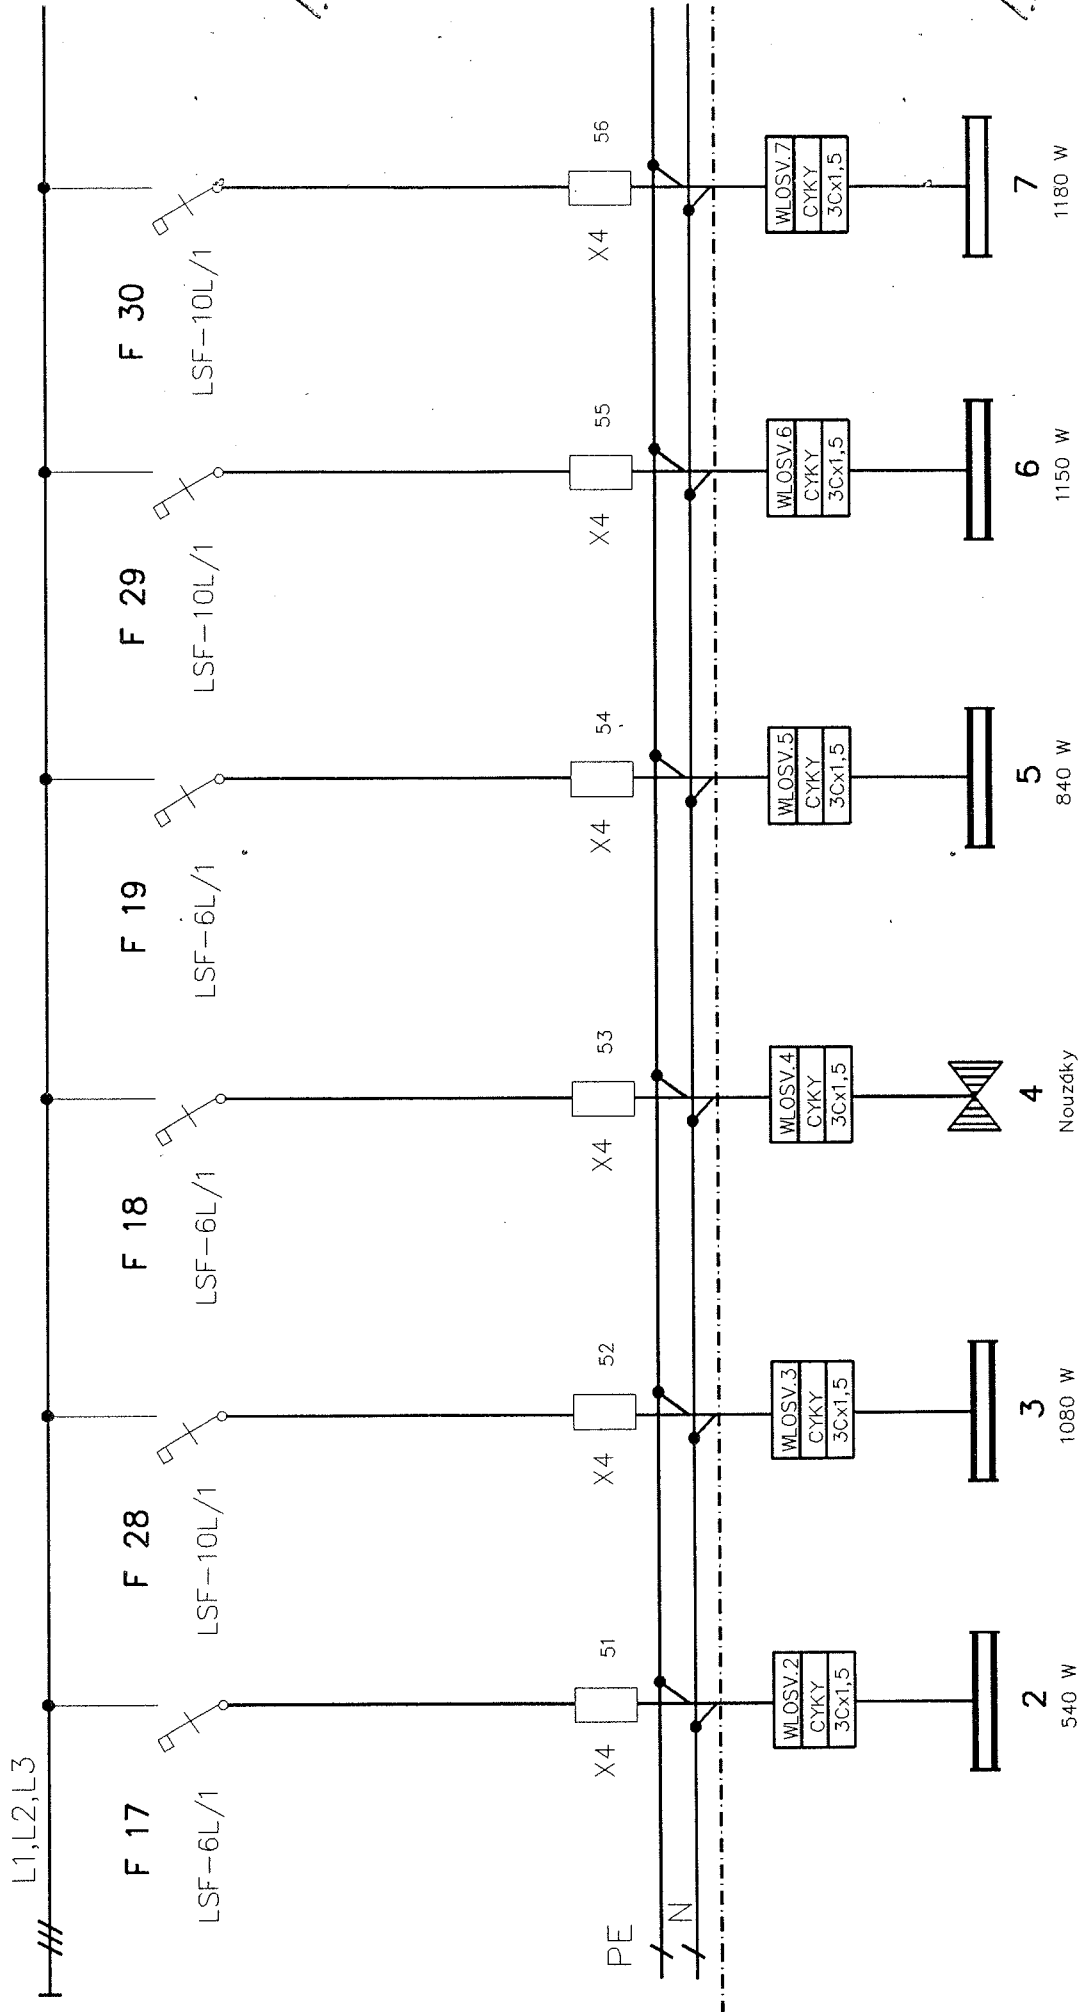 L1,L2,L3
F 17
LSF-6L/1
F 28
LSF-10L/1
F 18
LSF-6L/1
F 19
LSF-6L/1
F 29
LSF-10L/1
F 30
LSF-10L/1
X4
51
X4
52
X4
53
X4
54
X4
55
X4
56
PE
N
WLOSV.2
CYKY
3Cx1,5
WLOSV.3
CYKY
3Cx1,5
WLOSV.4
CYKY
3Cx1,5
WLOSV.5
CYKY
3Cx1,5
WLOSV.6
CYKY
3Cx1,5
WLOSV.7
CYKY
3Cx1,5
2
540 W
3
1080 W
4
Nouzáky
5
840 W
6
1150 W
7
1180 W